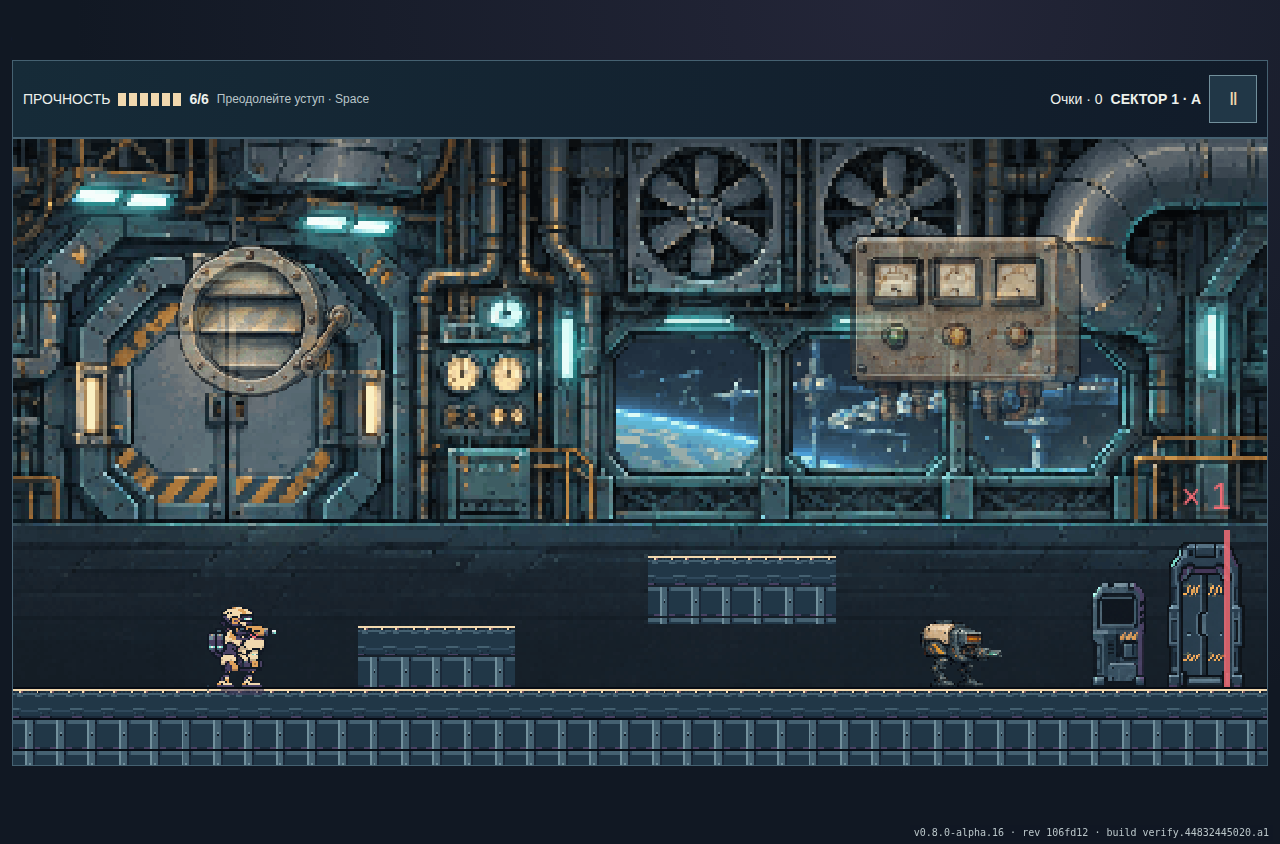 ПРОЧНОСТЬ 6/6 Преодолейте уступ · Space
Очки · 0 СЕКТОР 1 · A II
× 1
v0.8.0-alpha.16 · rev 106fd12 · build verify.44832445020.a1